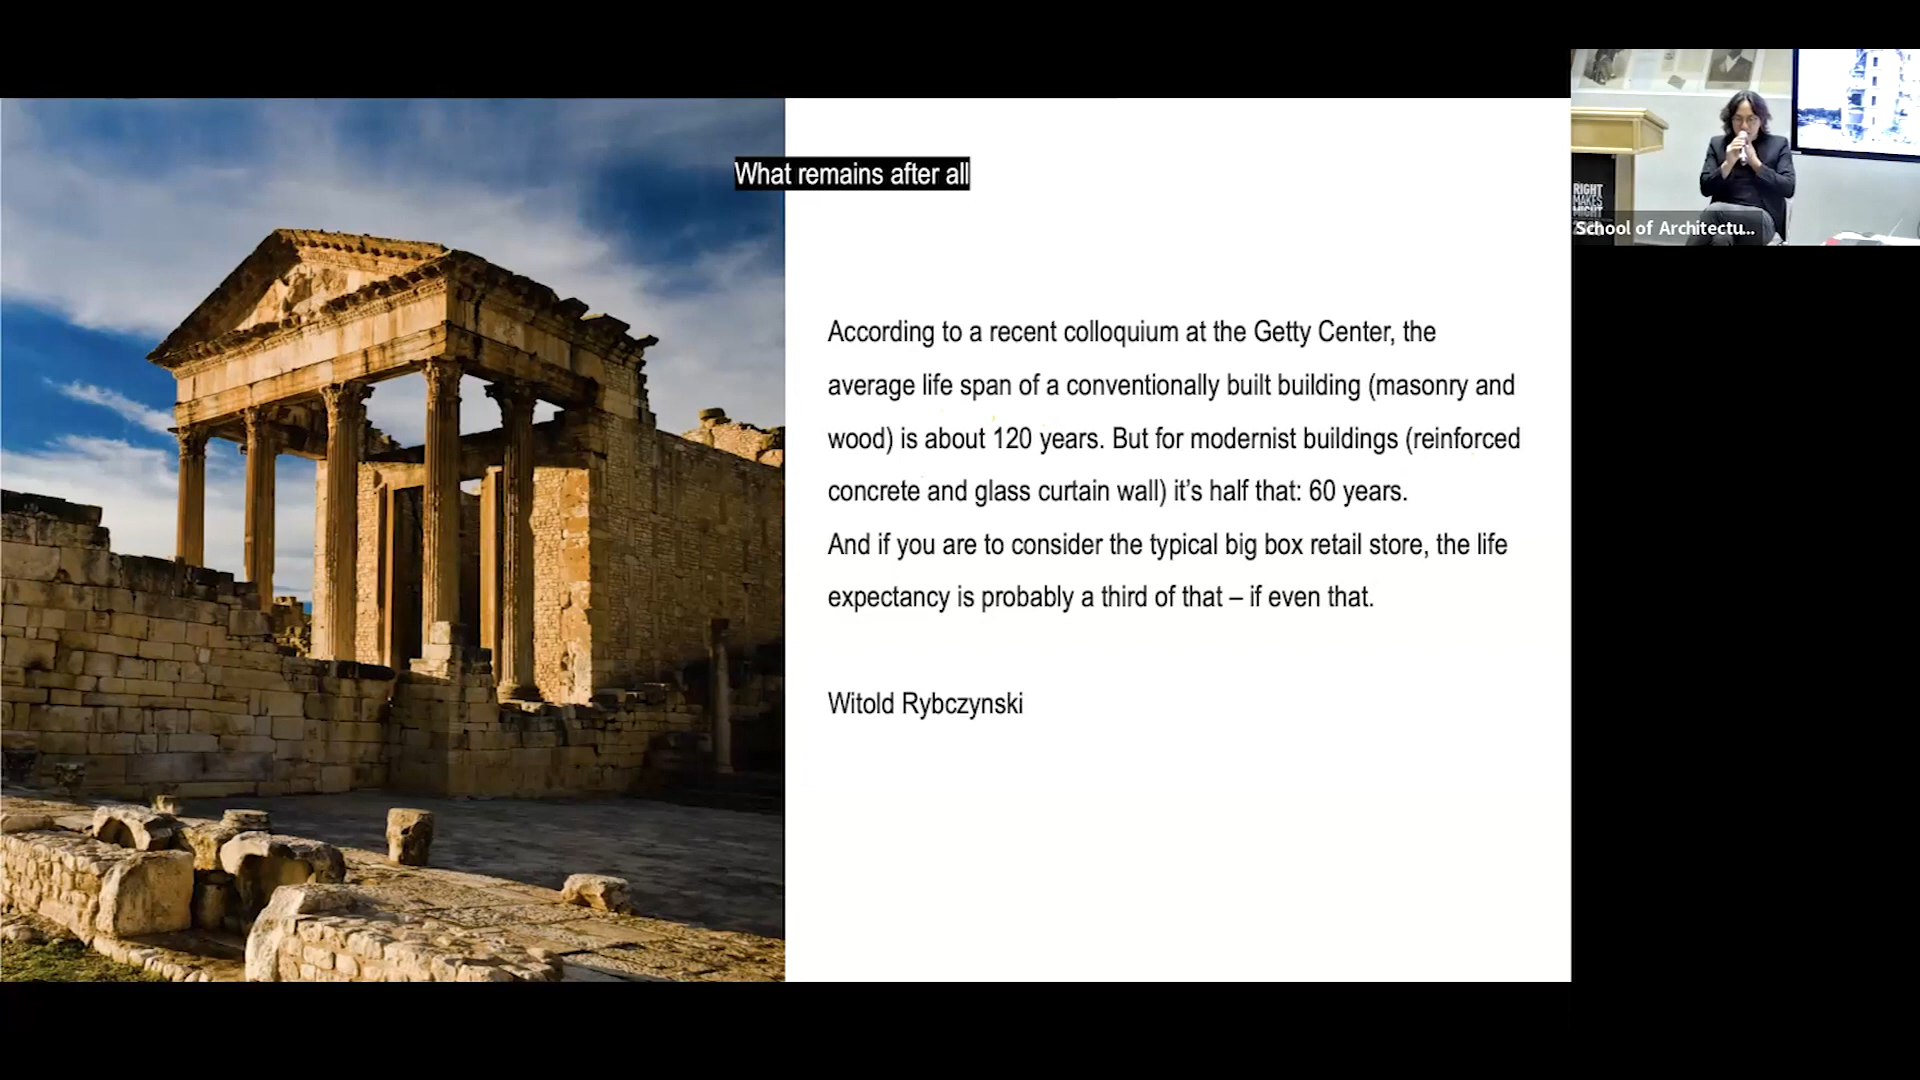 What remains after all
According to a recent colloquium at the Getty Center, the
average life span of a conventionally built building (masonry and
wood) is about 120 years. But for modernist buildings (reinforced
concrete and glass curtain wall) it’s half that: 60 years.
And if you are to consider the typical big box retail store, the life
expectancy is probably a third of that – if even that.
Witold Rybczynski
RIGHT
MAKES
MIGHT
School of Architectu...